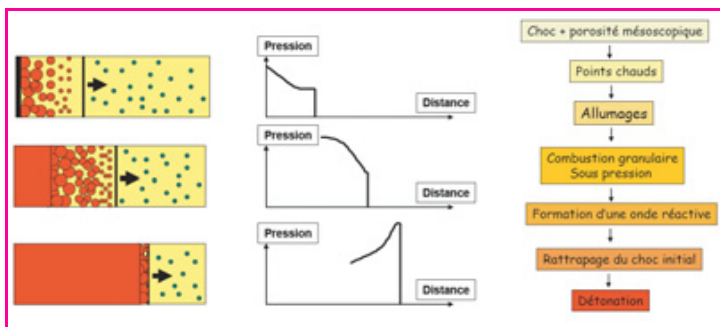 Pression
Distance
Pression
Distance
Pression
Distance
Choc + porosité mésoscopique
Points chauds
Allumages
Combustion granulaire
Sous pression
Formation d'une onde réactive
Rattrapage du choc initial
Détonation